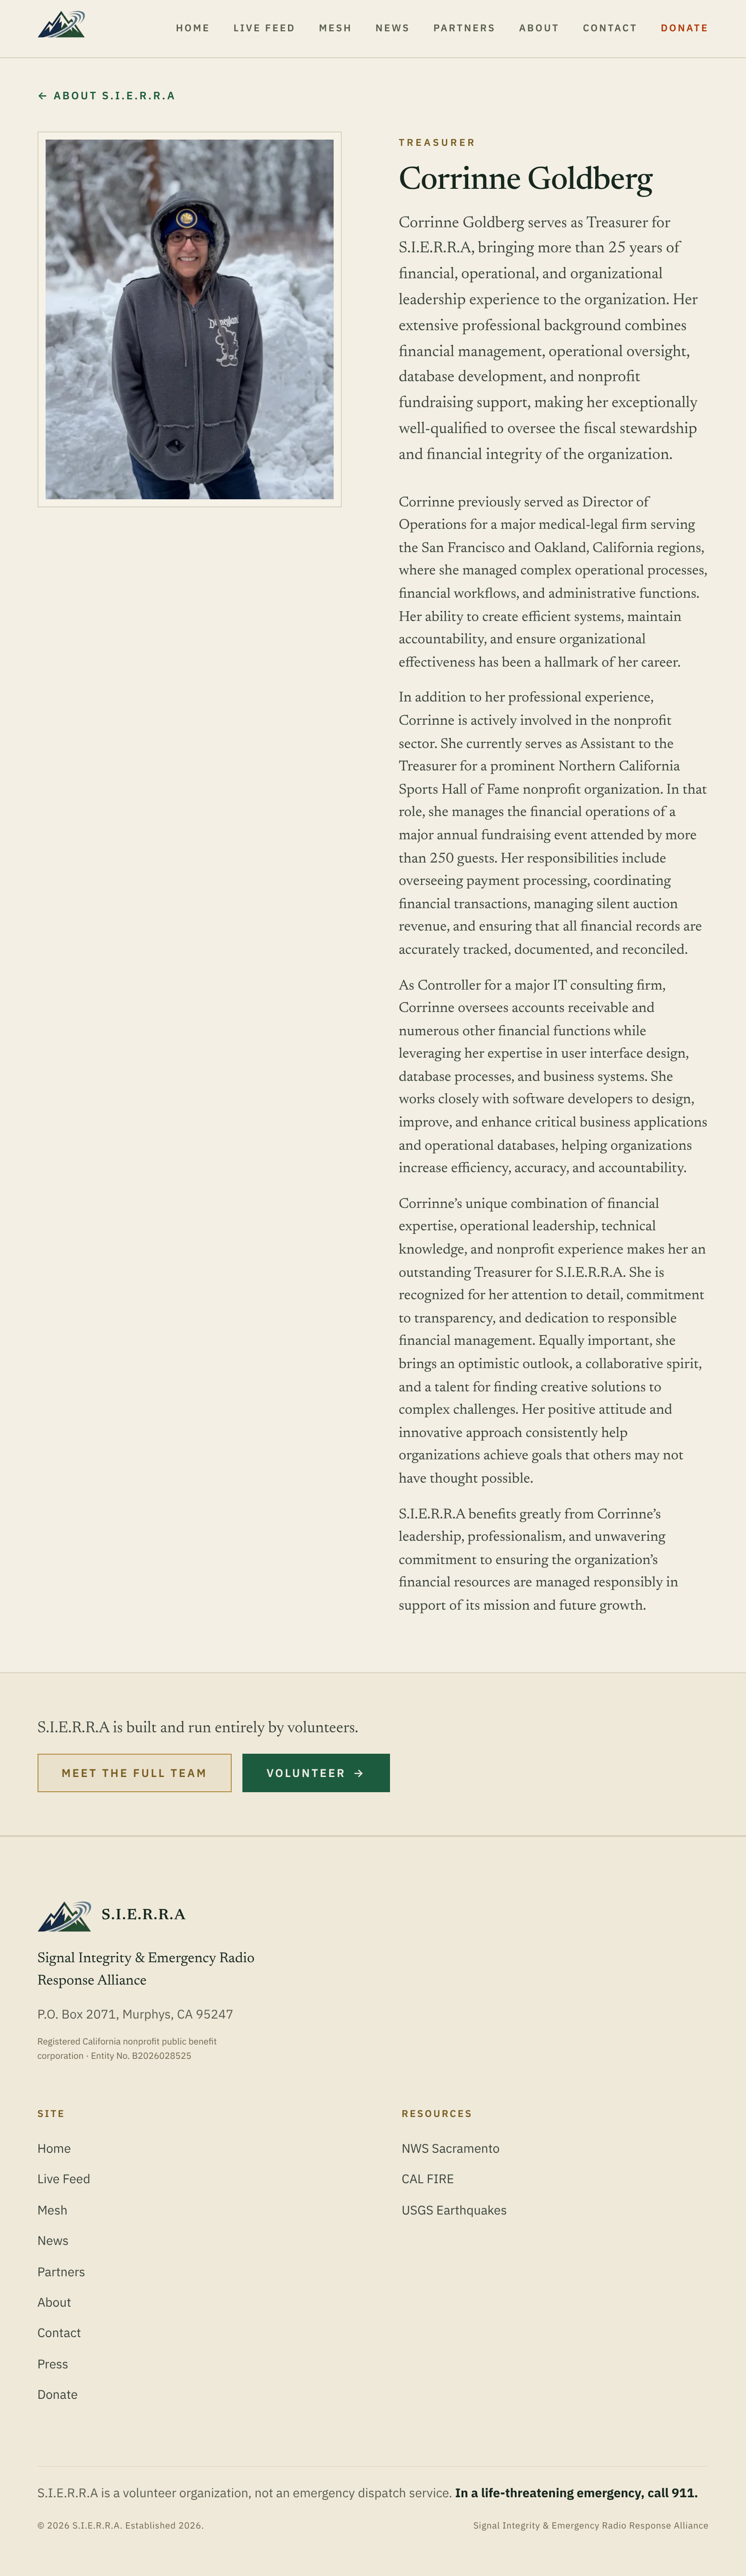 HOME LIVE FEED MESH NEWS PARTNERS ABOUT CONTACT DONATE
← ABOUT S.I.E.R.R.A
TREASURER
Corrinne Goldberg
Corrinne Goldberg serves as Treasurer for
S.I.E.R.R.A, bringing more than 25 years of
financial, operational, and organizational
leadership experience to the organization. Her
extensive professional background combines
financial management, operational oversight,
database development, and nonprofit
fundraising support, making her exceptionally
well-qualified to oversee the fiscal stewardship
and financial integrity of the organization.
Corrinne previously served as Director of
Operations for a major medical-legal firm serving
the San Francisco and Oakland, California regions,
where she managed complex operational processes,
financial workflows, and administrative functions.
Her ability to create efficient systems, maintain
accountability, and ensure organizational
effectiveness has been a hallmark of her career.
In addition to her professional experience,
Corrinne is actively involved in the nonprofit
sector. She currently serves as Assistant to the
Treasurer for a prominent Northern California
Sports Hall of Fame nonprofit organization. In that
role, she manages the financial operations of a
major annual fundraising event attended by more
than 250 guests. Her responsibilities include
overseeing payment processing, coordinating
financial transactions, managing silent auction
revenue, and ensuring that all financial records are
accurately tracked, documented, and reconciled.
As Controller for a major IT consulting firm,
Corrinne oversees accounts receivable and
numerous other financial functions while
leveraging her expertise in user interface design,
database processes, and business systems. She
works closely with software developers to design,
improve, and enhance critical business applications
and operational databases, helping organizations
increase efficiency, accuracy, and accountability.
Corrinne’s unique combination of financial
expertise, operational leadership, technical
knowledge, and nonprofit experience makes her an
outstanding Treasurer for S.I.E.R.R.A. She is
recognized for her attention to detail, commitment
to transparency, and dedication to responsible
financial management. Equally important, she
brings an optimistic outlook, a collaborative spirit,
and a talent for finding creative solutions to
complex challenges. Her positive attitude and
innovative approach consistently help
organizations achieve goals that others may not
have thought possible.
S.I.E.R.R.A benefits greatly from Corrinne’s
leadership, professionalism, and unwavering
commitment to ensuring the organization’s
financial resources are managed responsibly in
support of its mission and future growth.
S.I.E.R.R.A is built and run entirely by volunteers.
MEET THE FULL TEAM
VOLUNTEER →
S.I.E.R.R.A
Signal Integrity & Emergency Radio
Response Alliance
P.O. Box 2071, Murphys, CA 95247
Registered California nonprofit public benefit
corporation · Entity No. B2026028525
SITE
Home
Live Feed
Mesh
News
Partners
About
Contact
Press
Donate
RESOURCES
NWS Sacramento
CAL FIRE
USGS Earthquakes
S.I.E.R.R.A is a volunteer organization, not an emergency dispatch service. In a life-threatening emergency, call 911.
© 2026 S.I.E.R.R.A. Established 2026.
Signal Integrity & Emergency Radio Response Alliance